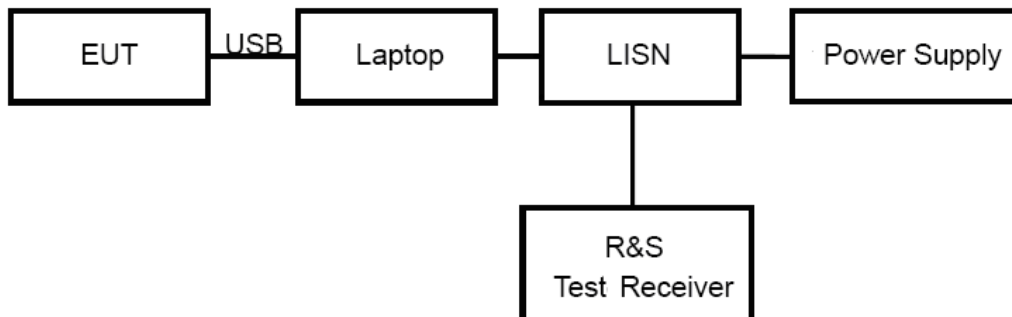 EUT
USB
Laptop
LISN
Power Supply
R&S
Test Receiver